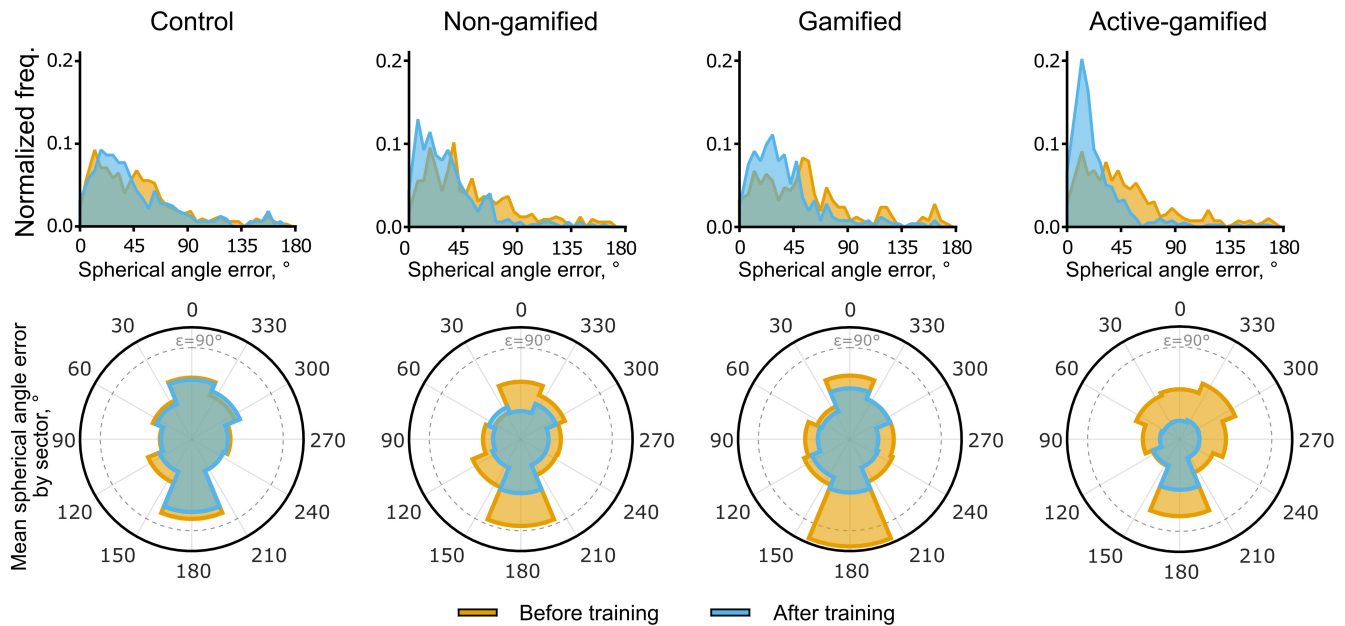 Control Non-gamified Gamified Active-gamified
Normalized freq.
0.2 0.2 0.2 0.2
0.1 0.1 0.1 0.1
0.0 0.0 0.0 0.0
0 45 90 135 180 0 45 90 135 180 0 45 90 135 180 0 45 90 135 180
Spherical angle error, ° Spherical angle error, ° Spherical angle error, ° Spherical angle error, °
Mean spherical angle error
by sector, °
0 0 0 0
30 330 30 330 30 330 30 330
ε=90° ε=90° ε=90° ε=90°
60 300 60 300 60 300 60 300
90 270 90 270 90 270 90 270
120 240 120 240 120 240 120 240
150 210 150 210 150 210 150 210
180 180 180 180
Before training After training